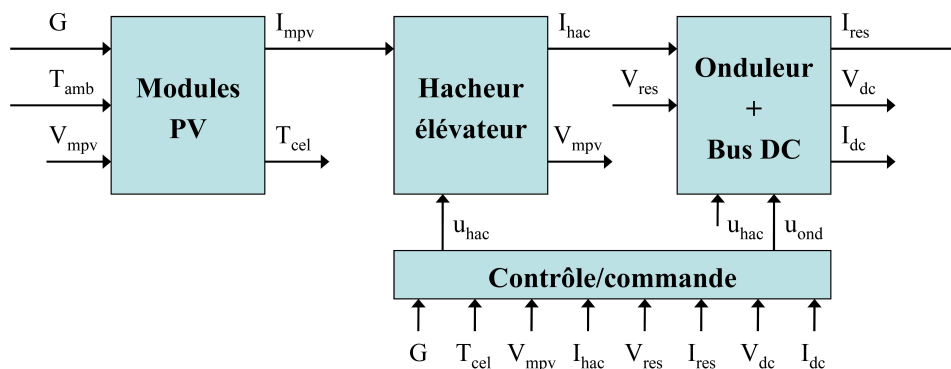 G I_mpv I_hac I_res
T_amb Modules PV Hacheur élévateur V_res Onduleur + Bus DC V_dc
V_mpv T_cel V_mpv I_dc
u_hac u_hac u_ond
Contrôle/commande
G T_cel V_mpv I_hac V_res I_res V_dc I_dc